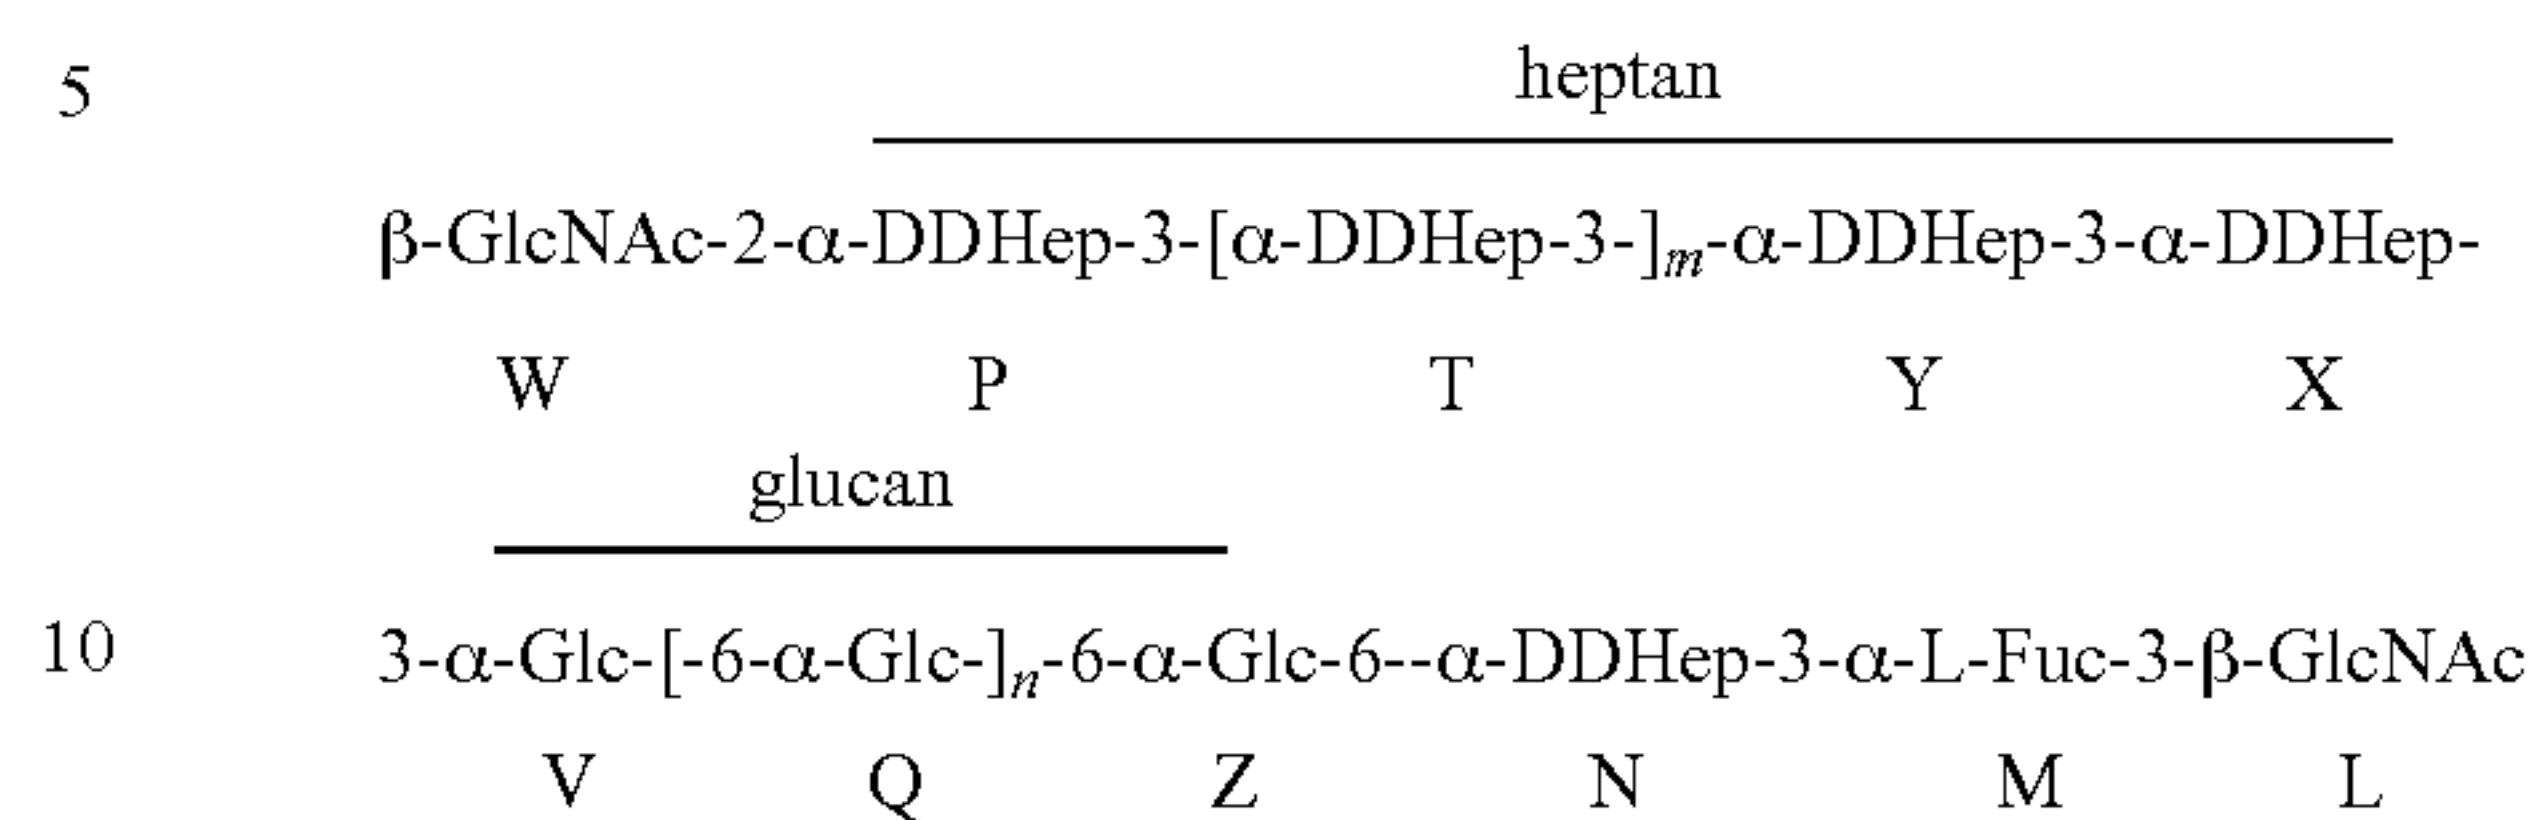 5 heptan
β-GlcNAc-2-α-DDHep-3-[α-DDHep-3-]m-α-DDHep-3-α-DDHep-
W P T Y X
glucan
10 3-α-Glc-[-6-α-Glc-]n-6-α-Glc-6--α-DDHep-3-α-L-Fuc-3-β-GlcNAc
V Q Z N M L